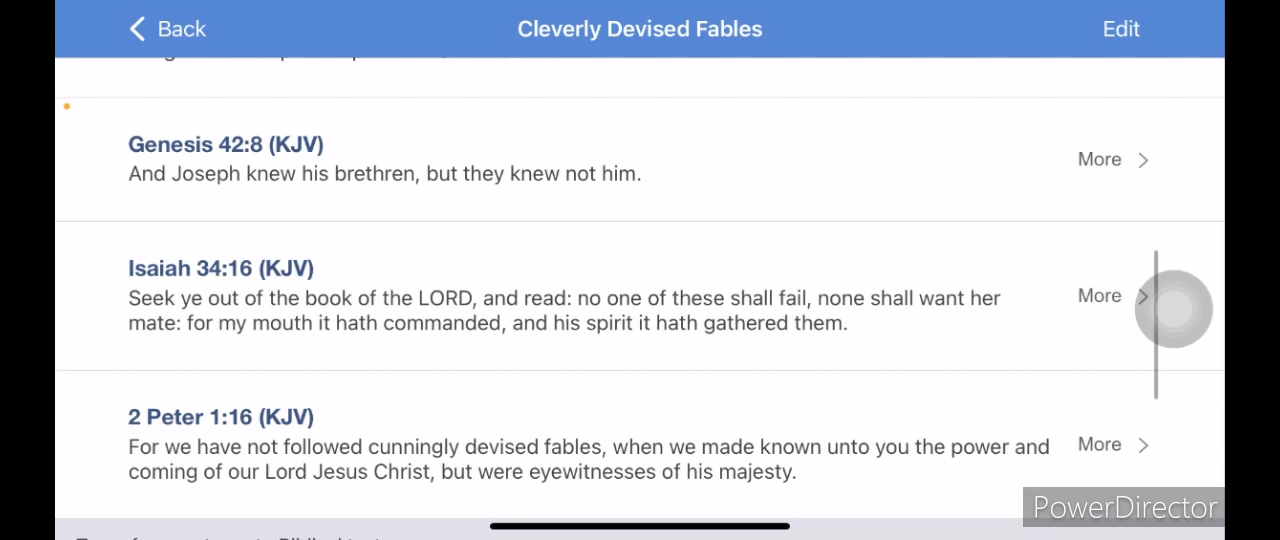 Back
Cleverly Devised Fables
Edit
Genesis 42:8 (KJV)
And Joseph knew his brethren, but they knew not him.
More
Isaiah 34:16 (KJV)
Seek ye out of the book of the LORD, and read: no one of these shall fail, none shall want her
mate: for my mouth it hath commanded, and his spirit it hath gathered them.
More
2 Peter 1:16 (KJV)
For we have not followed cunningly devised fables, when we made known unto you the power and
coming of our Lord Jesus Christ, but were eyewitnesses of his majesty.
More
PowerDirector